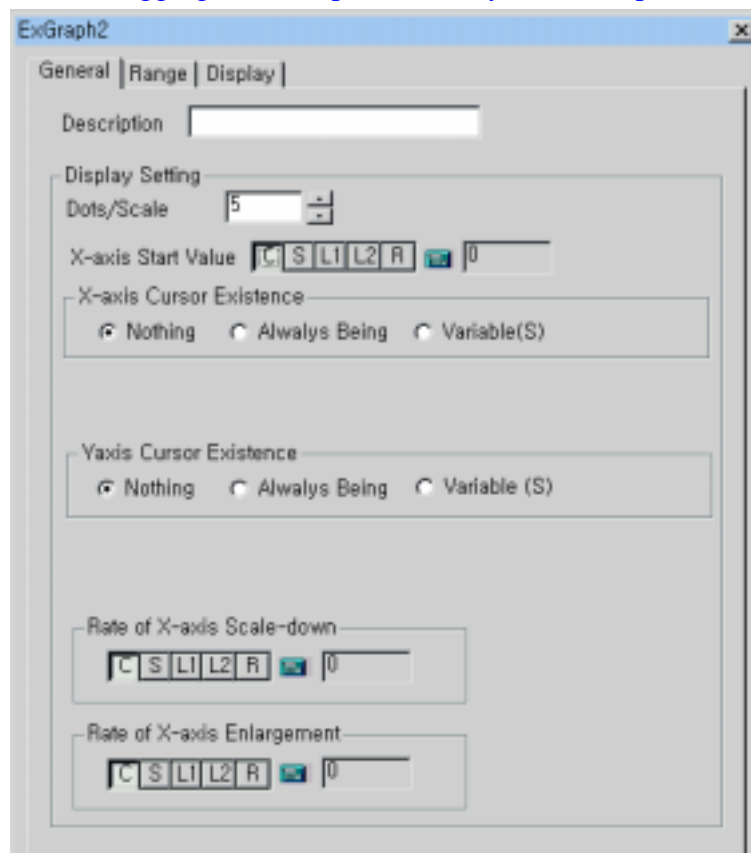 ExGraph2
General Range Display
Description
Display Setting
Dots/Scale 5
X-axis Start Value C S L1 L2 R 0
X-axis Cursor Existence
Nothing Alwalys Being Variable(S)
Yaxis Cursor Existence
Nothing Alwalys Being Variable (S)
Rate of X-axis Scale-down
C S L1 L2 R 0
Rate of X-axis Enlargement
C S L1 L2 R 0